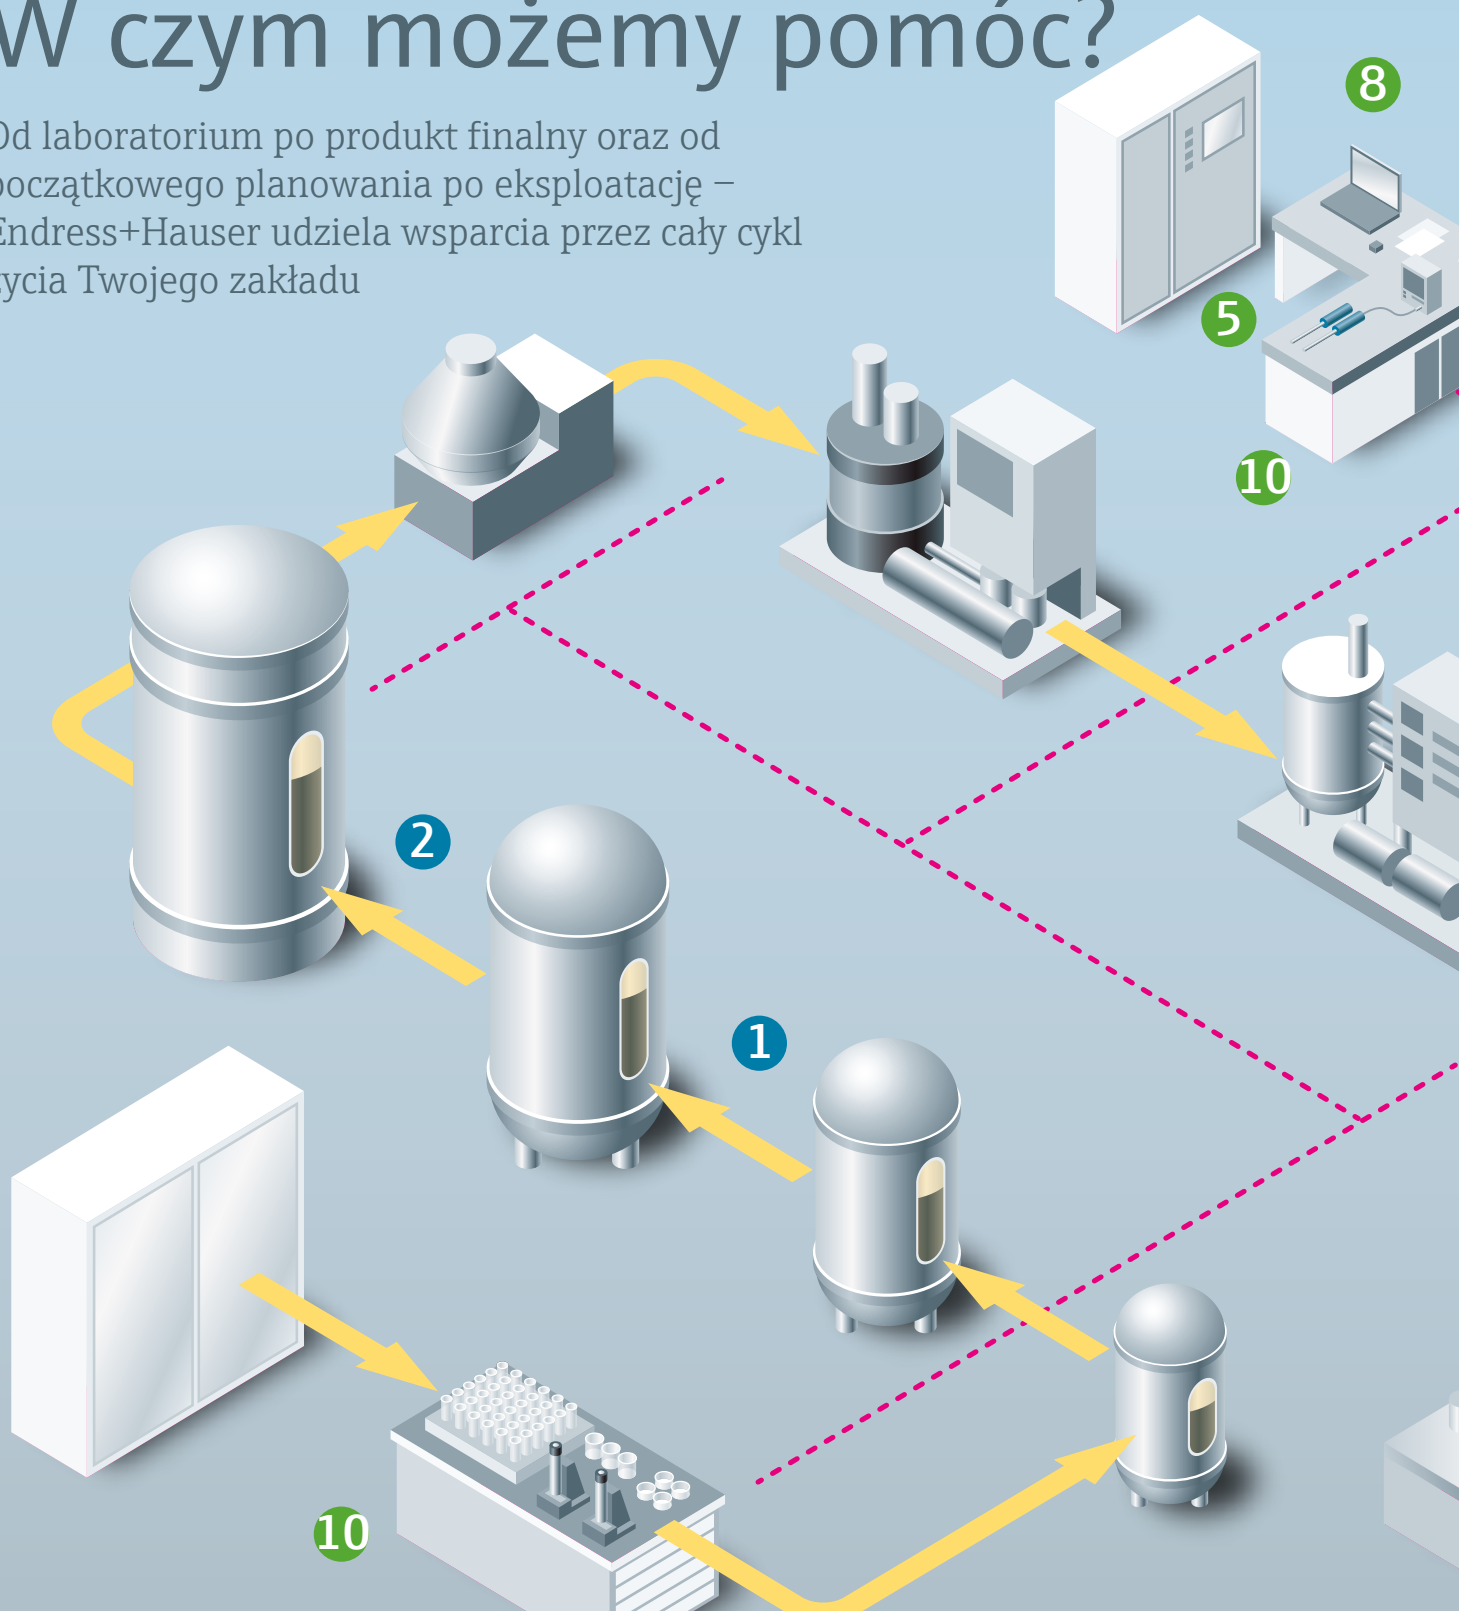 W czym możemy pomóc?
Od laboratorium po produkt finalny oraz od
początkowego planowania po eksploatację –
Endress+Hauser udziela wsparcia przez cały cykl
życia Twojego zakładu
8
5
10
2
1
10